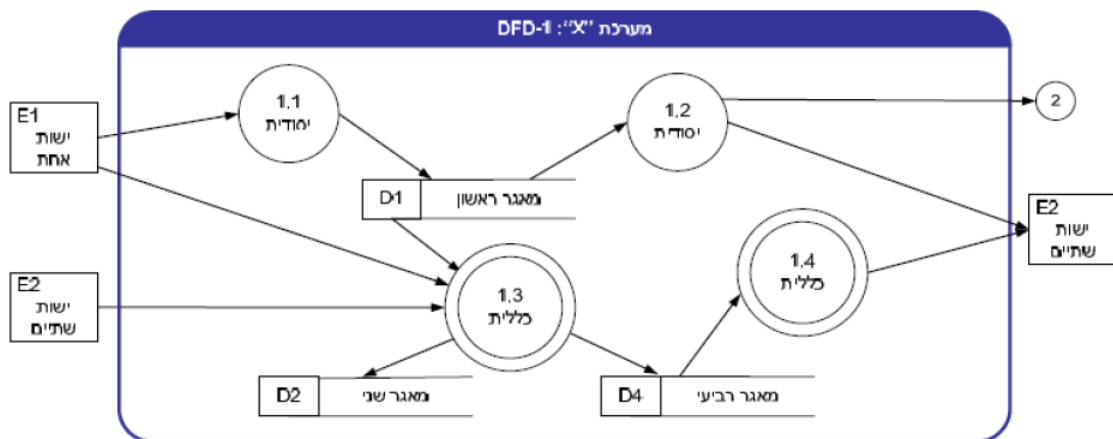 מערכת "X": DFD-1
E1
ישות
אחת
1.1
יסודית
1.2
יסודית
2
D1
מאגר ראשון
E2
ישות
שתיים
1.3
כללית
1.4
כללית
E2
ישות
שתיים
D2
מאגר שני
D4
מאגר רביעי